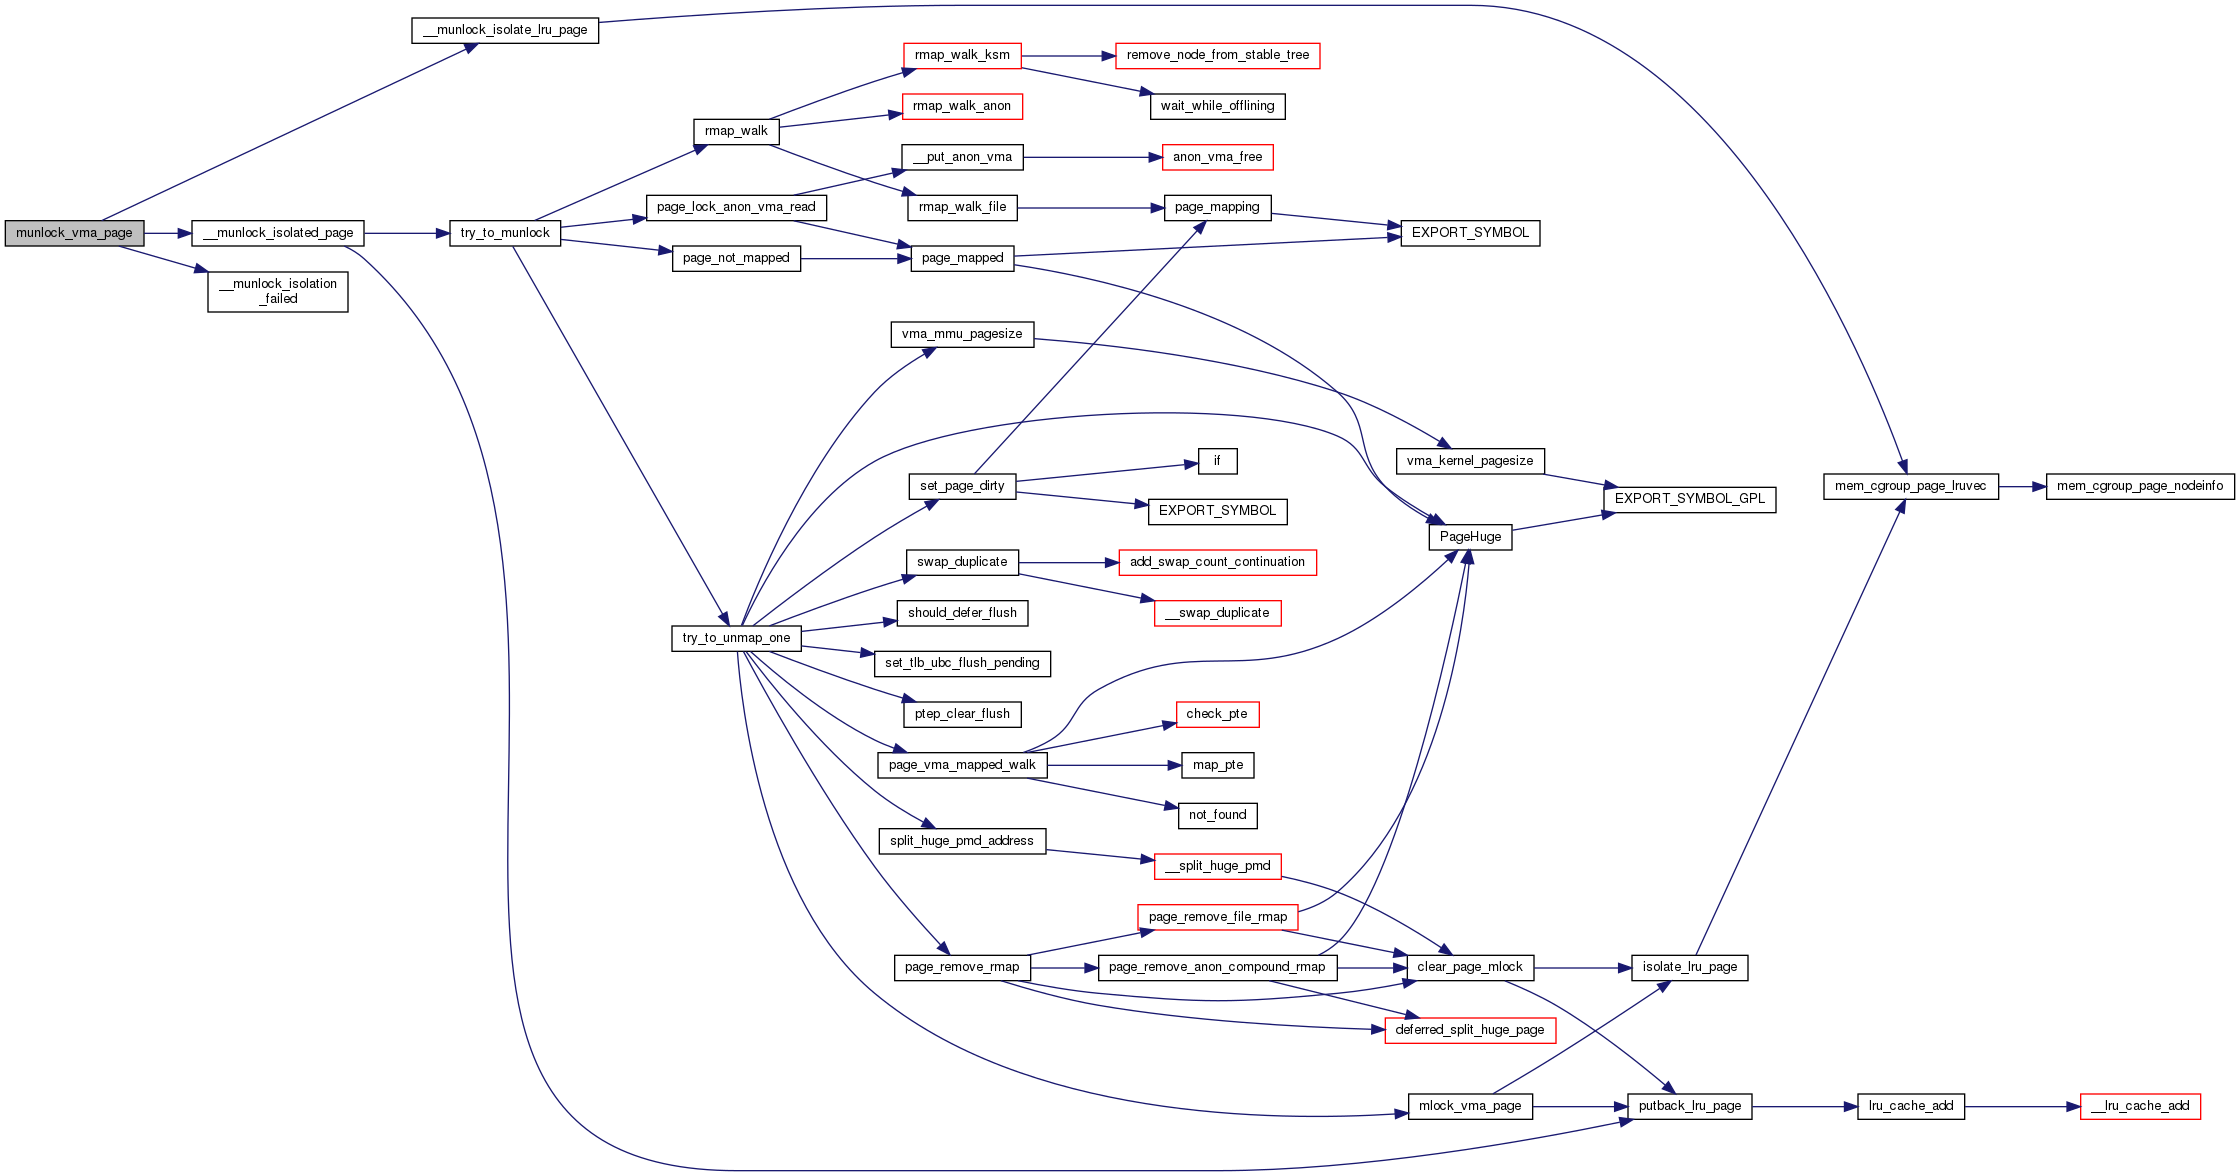 __munlock_isolate_lru_page
rmap_walk_ksm
remove_node_from_stable_tree
rmap_walk_anon
wait_while_offlining
rmap_walk
__put_anon_vma
anon_vma_free
page_lock_anon_vma_read
rmap_walk_file
page_mapping
munlock_vma_page
__munlock_isolated_page
try_to_munlock
EXPORT_SYMBOL
page_not_mapped
page_mapped
__munlock_isolation
_failed
vma_mmu_pagesize
if
vma_kernel_pagesize
set_page_dirty
mem_cgroup_page_lruvec
mem_cgroup_page_nodeinfo
EXPORT_SYMBOL
EXPORT_SYMBOL_GPL
PageHuge
swap_duplicate
add_swap_count_continuation
should_defer_flush
__swap_duplicate
try_to_unmap_one
set_tlb_ubc_flush_pending
ptep_clear_flush
check_pte
page_vma_mapped_walk
map_pte
not_found
split_huge_pmd_address
__split_huge_pmd
page_remove_file_rmap
page_remove_rmap
page_remove_anon_compound_rmap
clear_page_mlock
isolate_lru_page
deferred_split_huge_page
mlock_vma_page
putback_lru_page
lru_cache_add
__lru_cache_add